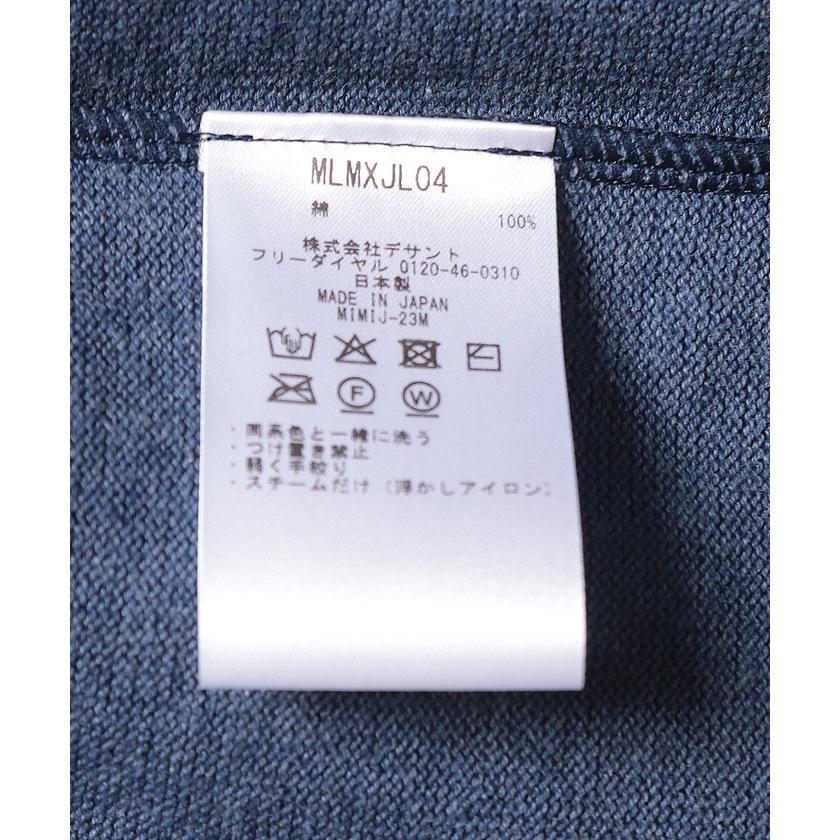 MLMXJL04
綿 100%
株式会社デサント
フリーダイヤル 0120-46-0310
日本製
MADE IN JAPAN
MIMIJ-23M
F W
・同系色と一緒に洗う
・つけ置き禁止
・軽く手絞り
・スチームだけ (浮かしアイロン)